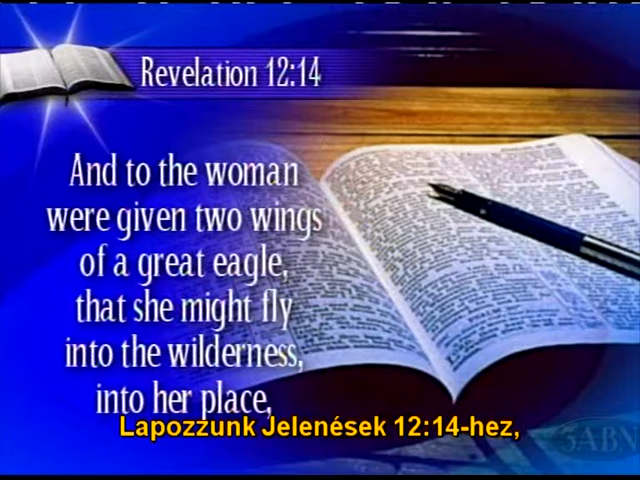 Revelation 12:14
And to the woman
were given two wings
of a great eagle,
that she might fly
into the wilderness,
into her place,
Lapozzunk Jelenések 12:14-hez,
3ABN